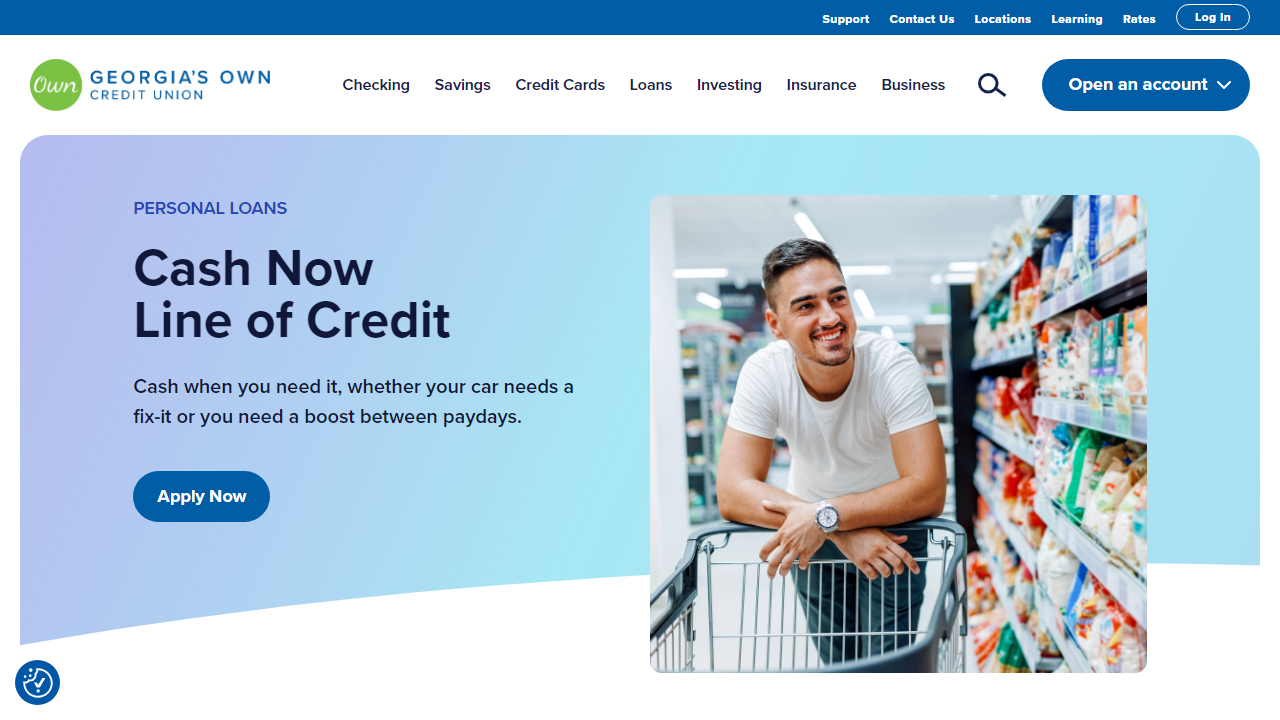 Support Contact Us Locations Learning Rates Log In
Own GEORGIA'S OWN
CREDIT UNION
Checking Savings Credit Cards Loans Investing Insurance Business Open an account
PERSONAL LOANS
Cash Now
Line of Credit
Cash when you need it, whether your car needs a
fix-it or you need a boost between paydays.
Apply Now